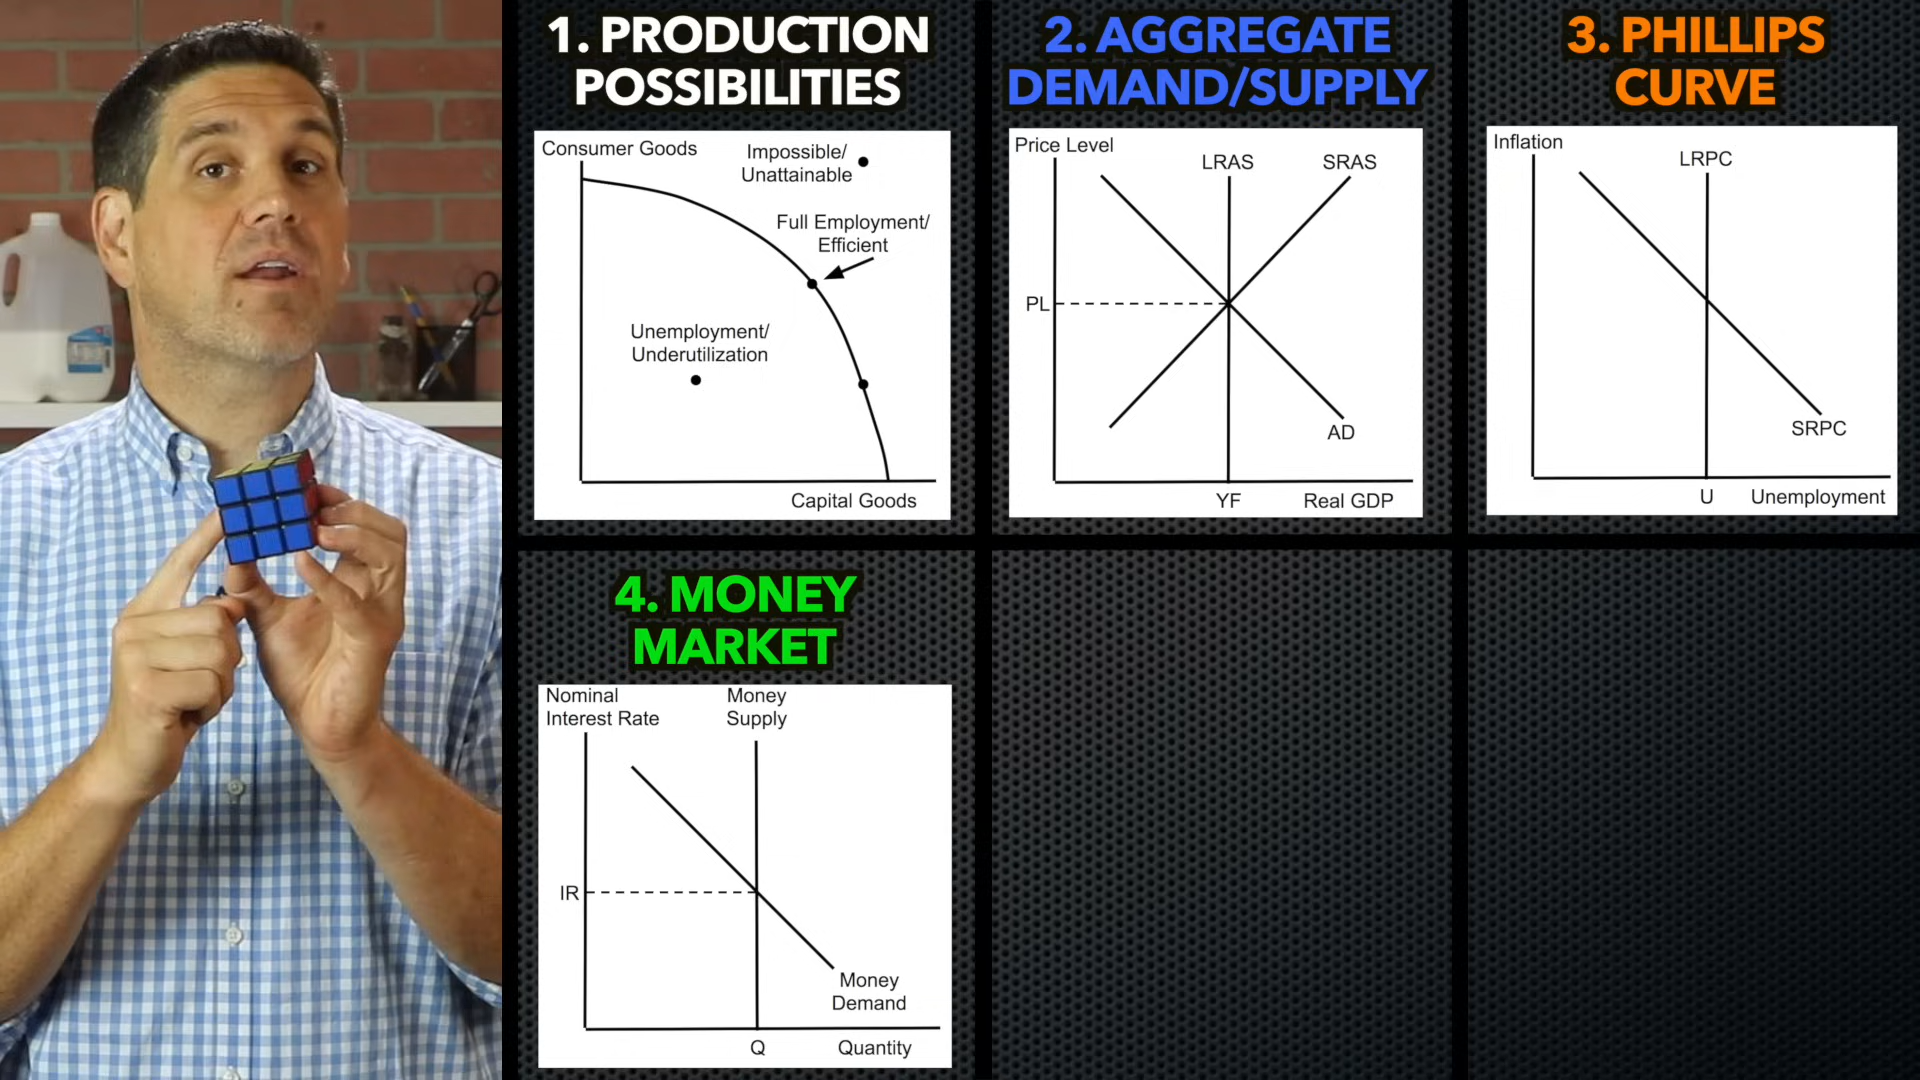 1. PRODUCTION
POSSIBILITIES
Consumer Goods
Impossible/
Unattainable
Full Employment/
Efficient
Unemployment/
Underutilization
Capital Goods
2. AGGREGATE
DEMAND/SUPPLY
Price Level
LRAS
SRAS
PL
AD
YF
Real GDP
3. PHILLIPS
CURVE
Inflation
LRPC
SRPC
U
Unemployment
4. MONEY
MARKET
Nominal
Interest Rate
Money
Supply
IR
Money
Demand
Q
Quantity